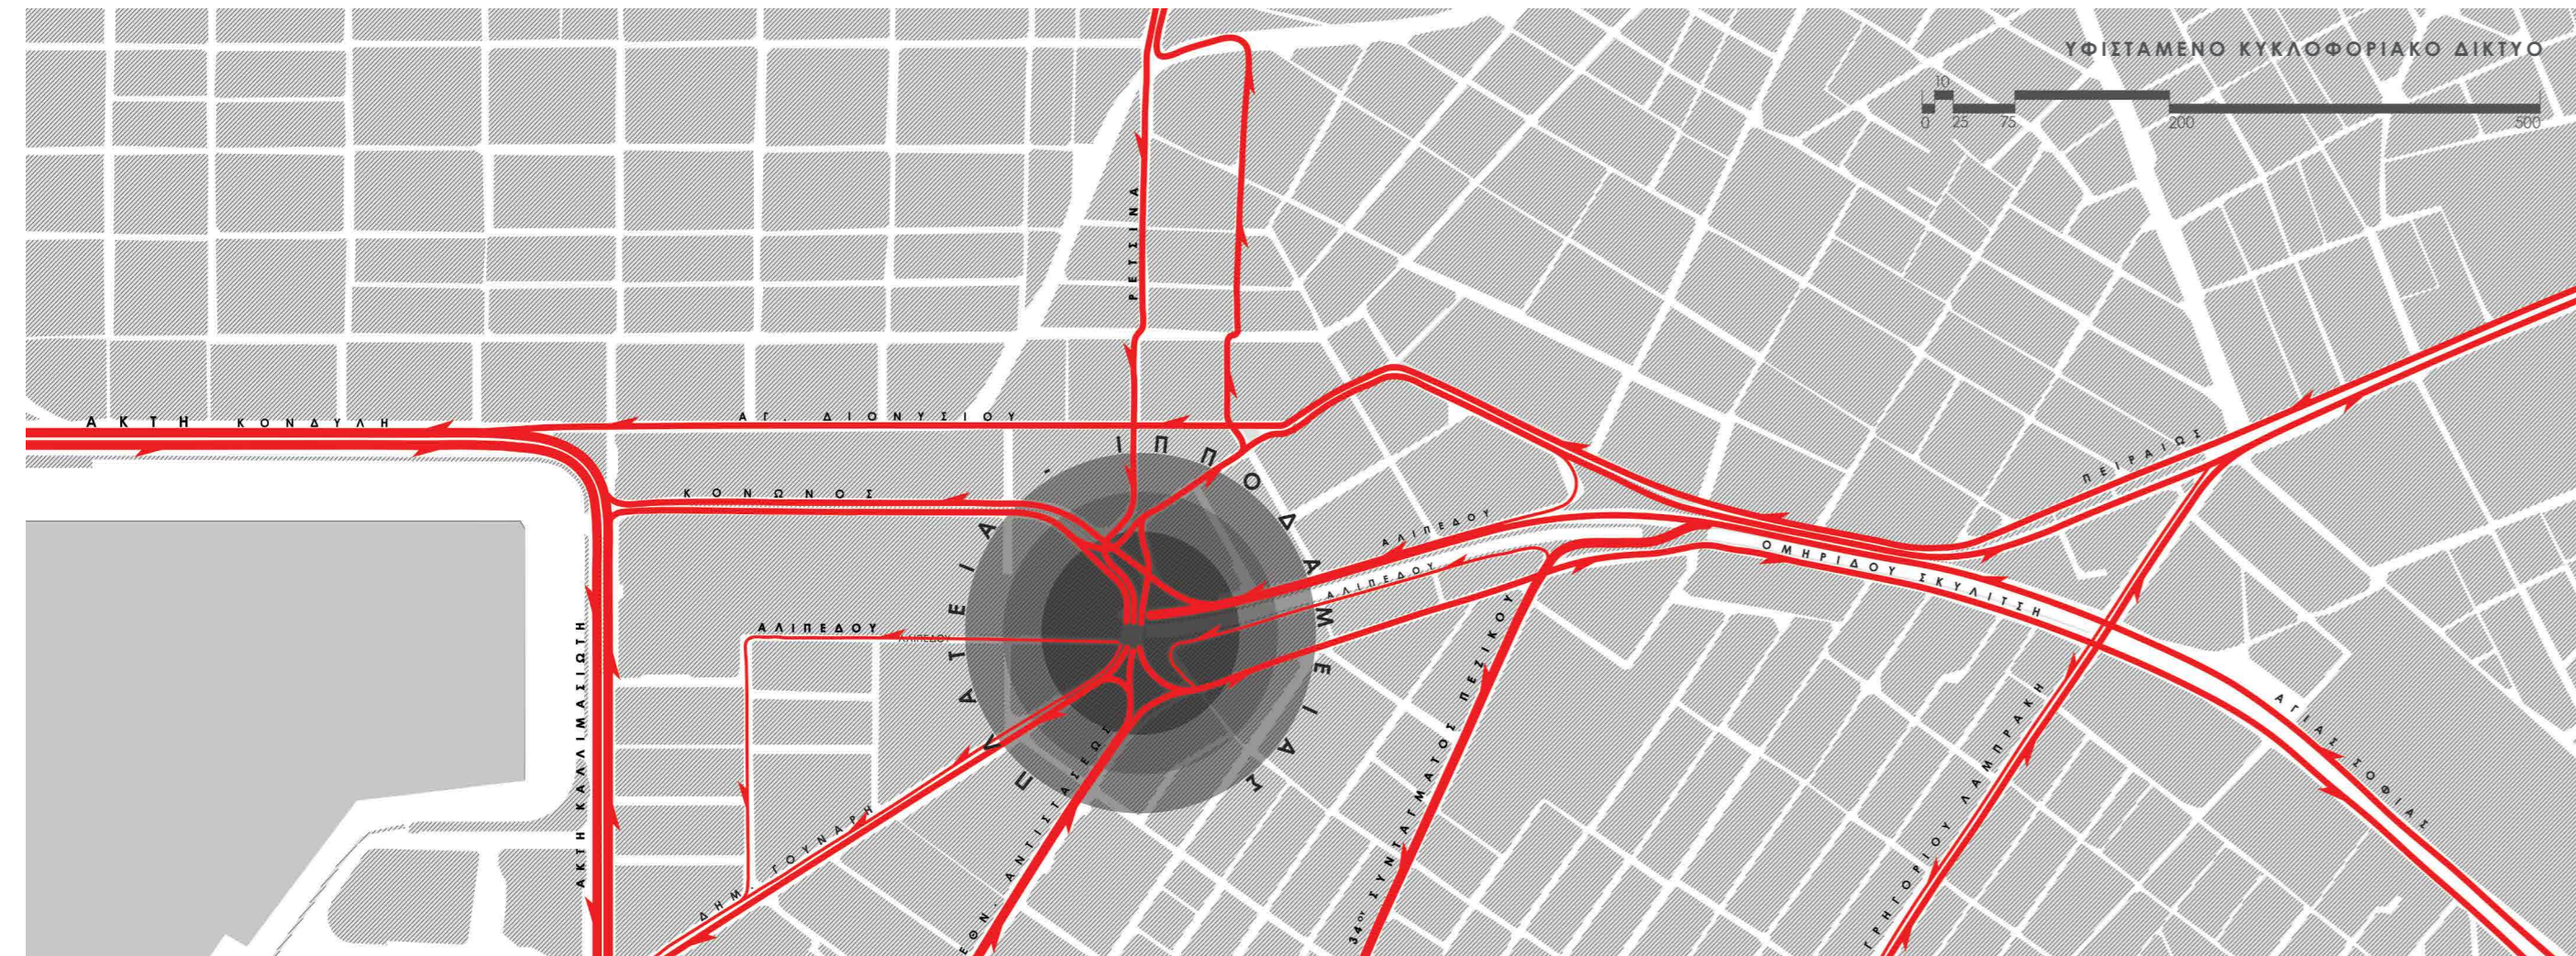 ΥΦΙΣΤΑΜΕΝΟ ΚΥΚΛΟΦΟΡΙΑΚΟ ΔΙΚΤΥΟ
10
0 25 75 200 500
ΡΕΤΣΙΝΑ
ΑΚΤΗ ΚΟΝΔΥΛΗ
ΑΓ. ΔΙΟΝΥΣΙΟΥ
ΚΟΝΩΝΟΣ
ΠΛΑΤΕΙΑ - ΙΠΠΟΔΑΜΕΙΑΣ
ΠΕΙΡΑΙΩΣ
ΑΛΙΠΕΔΟΥ
ΑΛΙΠΕΔΟΥ
ΟΜΗΡΙΔΟΥ ΣΚΥΛΙΤΣΗ
ΑΛΙΠΕΔΟΥ
ΑΛΙΠΕΔΟΥ
ΑΚΤΗ ΚΑΛΛΙΜΑΣΙΩΤΗ
ΔΗΜ. ΓΟΥΝΑΡΗ
ΕΘΝ. ΑΝΤΙΣΤΑΣΕΩΣ
34ου ΣΥΝΤΑΓΜΑΤΟΣ ΠΕΖΙΚΟΥ
ΓΡΗΓΟΡΙΟΥ ΛΑΜΠΡΑΚΗ
ΑΓΙΑΣ ΣΟΦΙΑΣ